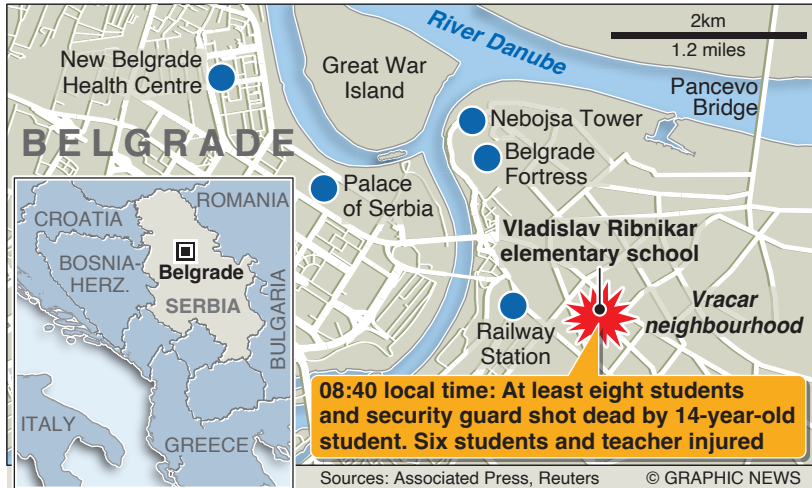 2km
1.2 miles
River Danube
New Belgrade
Health Centre
Great War
Island
Pancevo
Bridge
Nebojsa Tower
BELGRADE
Belgrade
Fortress
Palace
of Serbia
Vladislav Ribnikar
elementary school
Vracar
neighbourhood
Railway
Station
ROMANIA
CROATIA
BOSNIA-
HERZ.
Belgrade
SERBIA
BULGARIA
ITALY
GREECE
08:40 local time: At least eight students
and security guard shot dead by 14-year-old
student. Six students and teacher injured
Sources: Associated Press, Reuters
© GRAPHIC NEWS